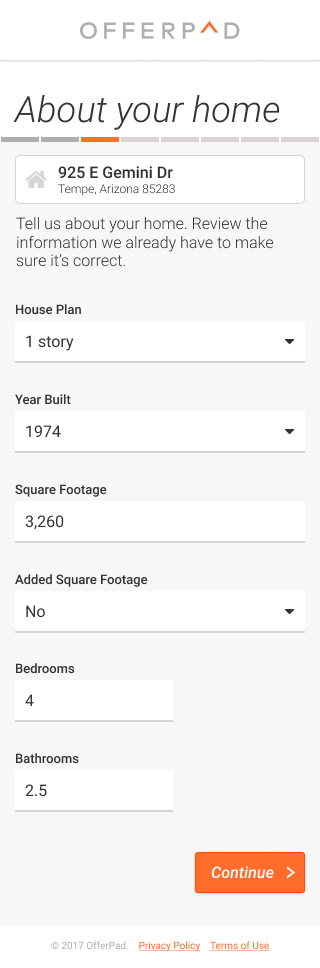 OFFERPAD
About your home
925 E Gemini Dr
Tempe, Arizona 85283
Tell us about your home. Review the
information we already have to make
sure it's correct.
House Plan
1 story
Year Built
1974
Square Footage
3,260
Added Square Footage
No
Bedrooms
4
Bathrooms
2.5
Continue
© 2017 OfferPad. Privacy Policy Terms of Use